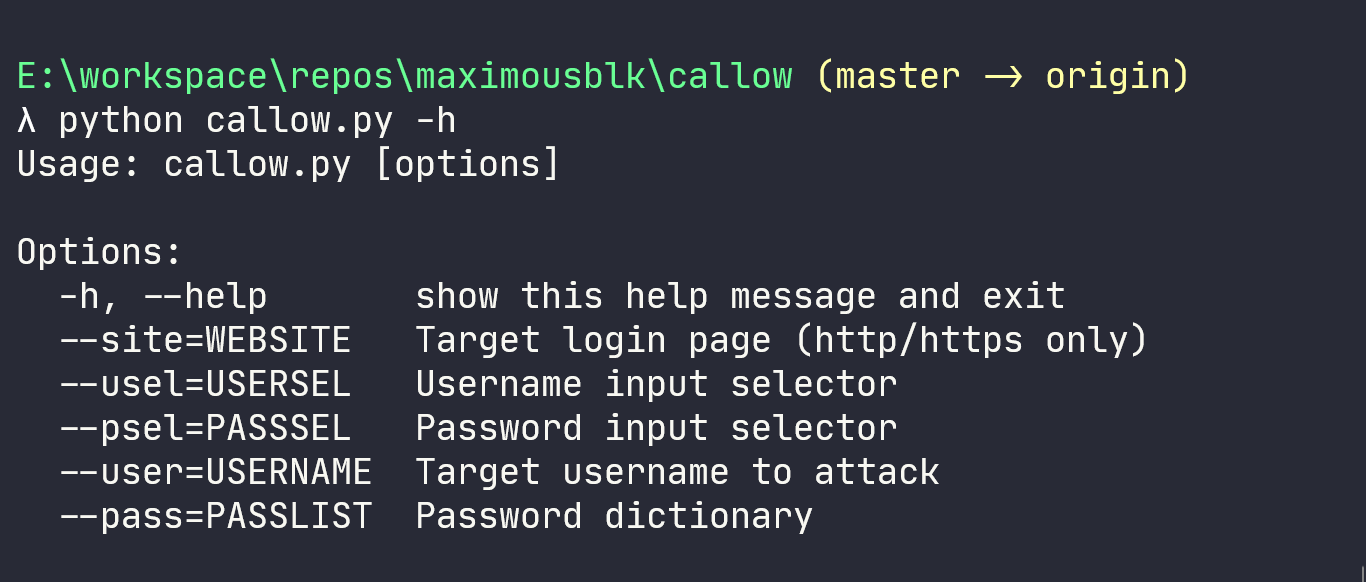 E:\workspace\repos\maximousblk\callow (master → origin)
λ python callow.py -h
Usage: callow.py [options]
Options:
-h, --help show this help message and exit
--site=WEBSITE Target login page (http/https only)
--usel=USERSEL Username input selector
--psel=PASSSEL Password input selector
--user=USERNAME Target username to attack
--pass=PASSLIST Password dictionary